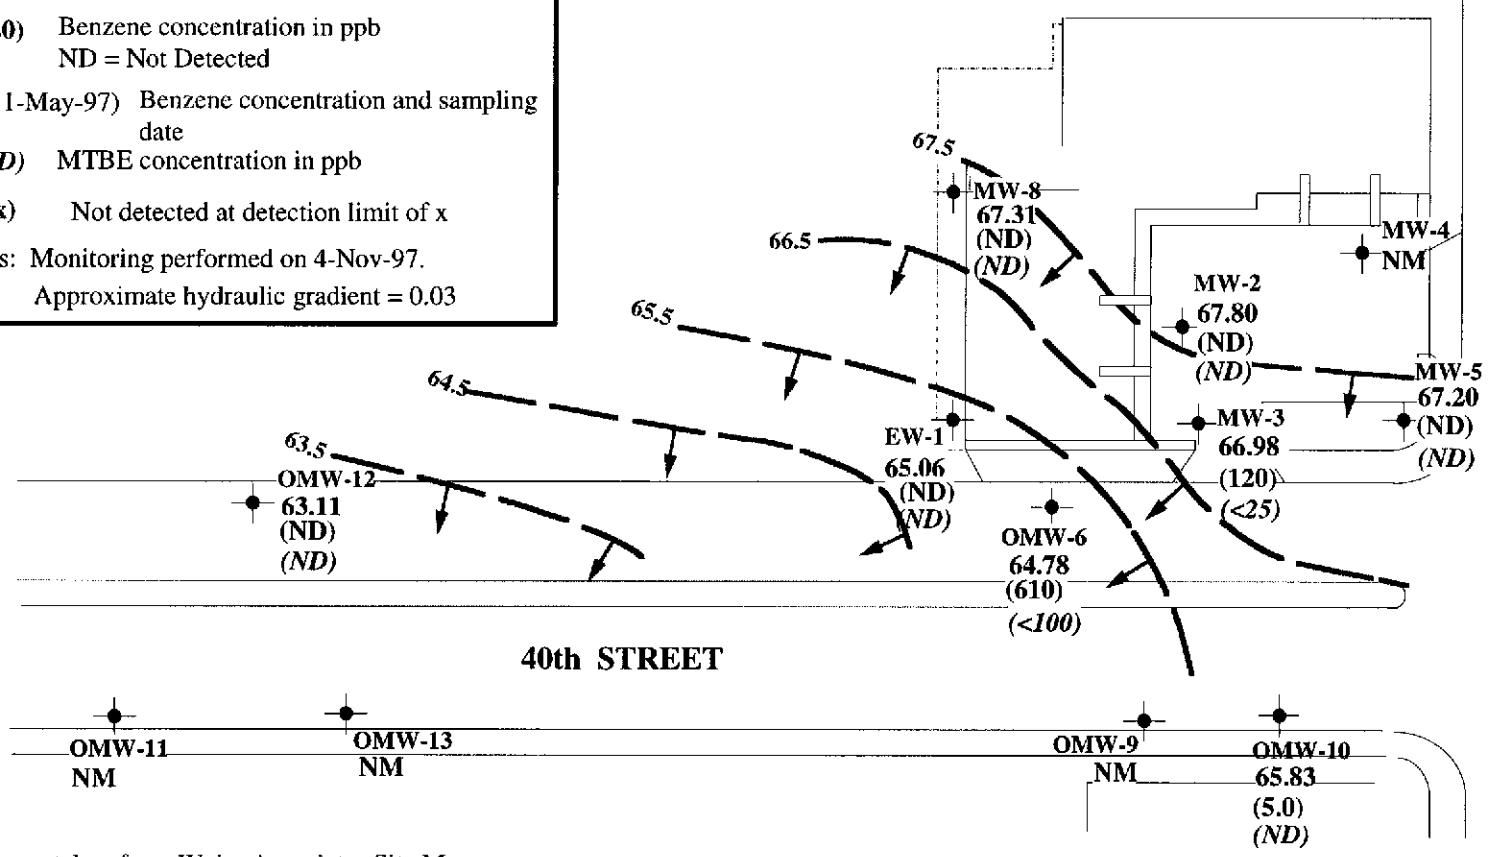 0) Benzene concentration in ppb
ND = Not Detected
1-May-97) Benzene concentration and sampling
date
D) MTBE concentration in ppb
x) Not detected at detection limit of x
s: Monitoring performed on 4-Nov-97.
Approximate hydraulic gradient = 0.03
67.5
MW-8
67.31
(ND)
(ND)
66.5
MW-4
NM
MW-2
67.80
(ND)
(ND)
65.5
64.5
MW-5
67.20
(ND)
(ND)
MW-3
66.98
(120)
(<25)
EW-1
65.06
(ND)
(ND)
63.5
OMW-12
63.11
(ND)
(ND)
OMW-6
64.78
(610)
(<100)
40th STREET
OMW-11
NM
OMW-13
NM
OMW-9
NM
OMW-10
65.83
(5.0)
(ND)